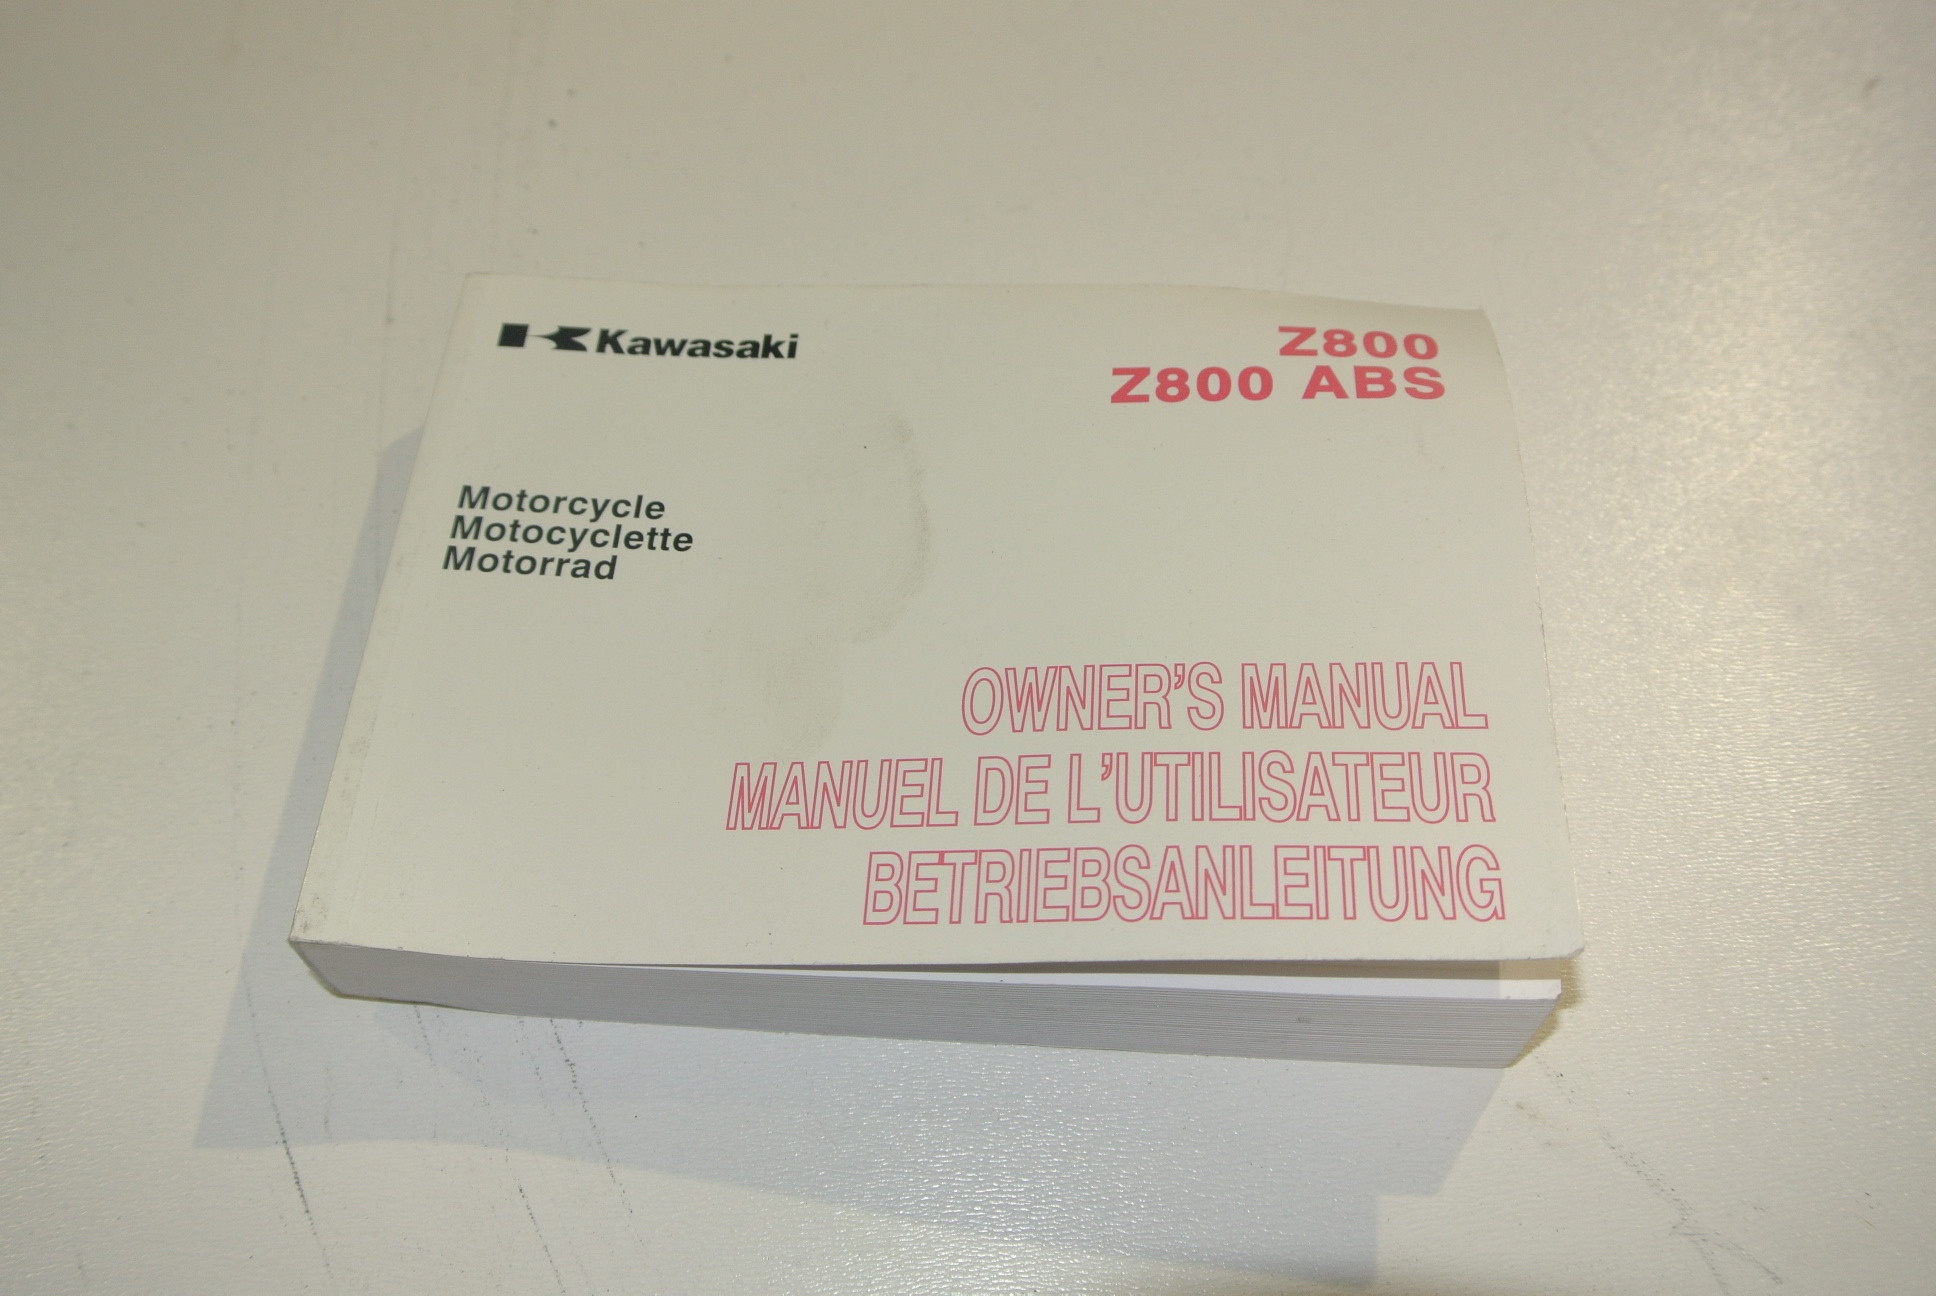 Kawasaki
Z800
Z800 ABS
Motorcycle
Motocyclette
Motorrad
OWNER'S MANUAL
MANUEL DE L'UTILISATEUR
BETRIEBSANLEITUNG